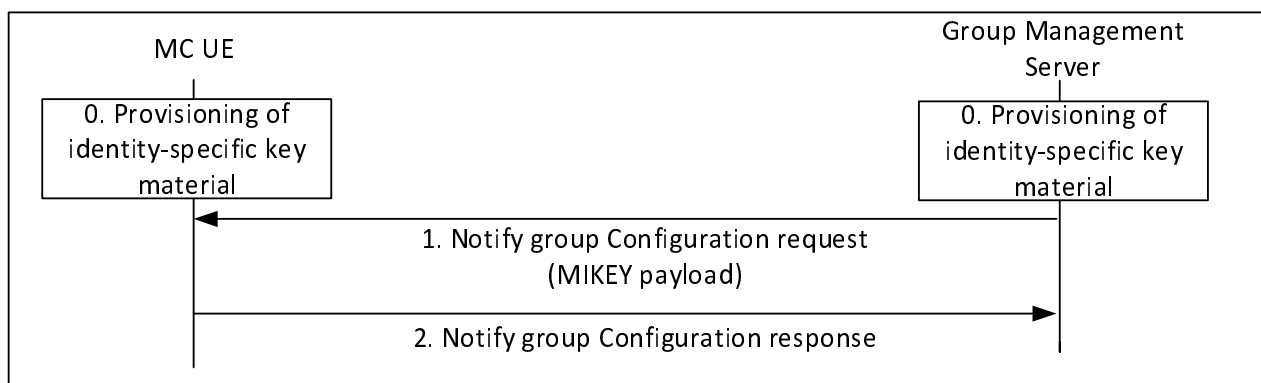 MC UE
Group Management
Server
0. Provisioning of
identity-specific key
material
0. Provisioning of
identity-specific key
material
1. Notify group Configuration request
(MIKEY payload)
2. Notify group Configuration response